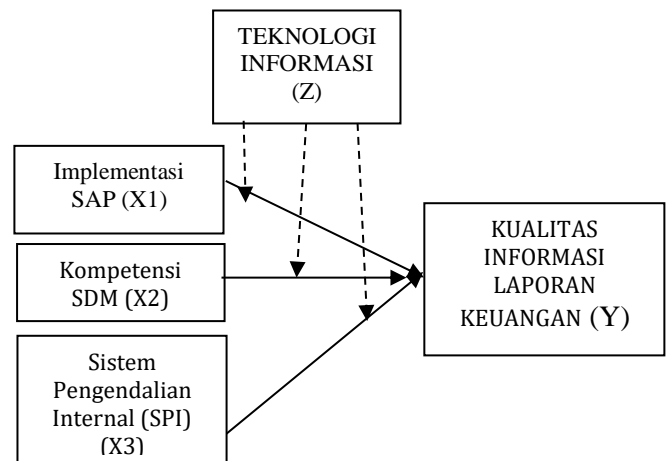 TEKNOLOGI
INFORMASI
(Z)
Implementasi
SAP (X1)
Kompetensi
SDM (X2)
Sistem
Pengendalian
Internal (SPI)
(X3)
KUALITAS
INFORMASI
LAPORAN
KEUANGAN (Y)